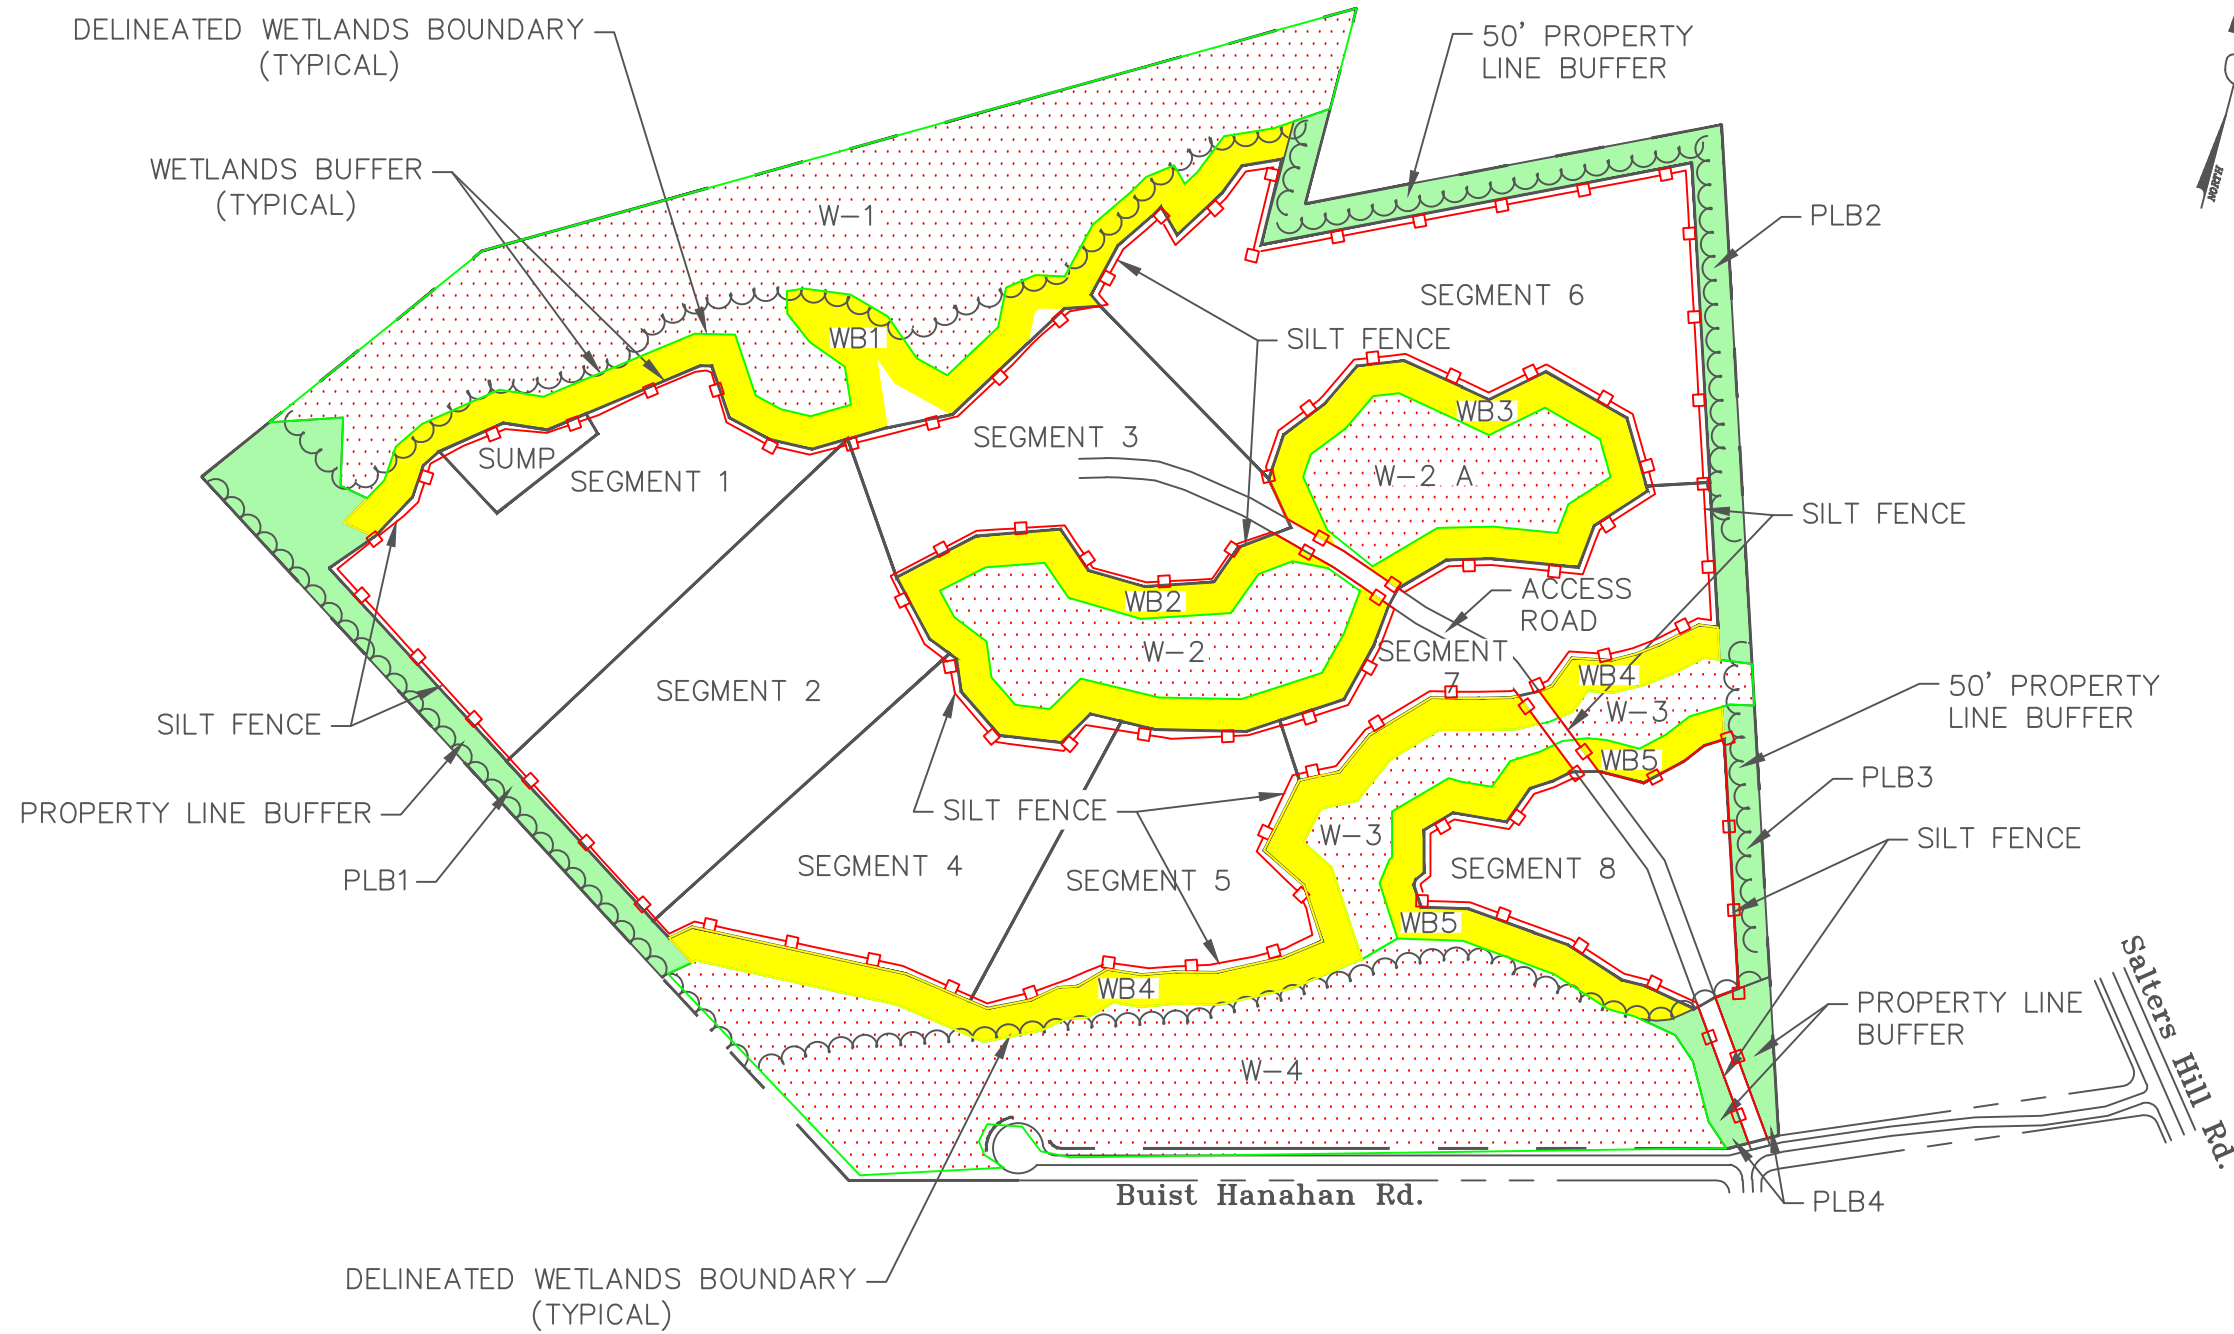 DELINEATED WETLANDS BOUNDARY
(TYPICAL)
50' PROPERTY
LINE BUFFER
WETLANDS BUFFER
(TYPICAL)
NORTH
W-1
PLB2
SEGMENT 6
WB1
SILT FENCE
WB3
SEGMENT 3
SUMP
SEGMENT 1
W-2 A
SILT FENCE
ACCESS
ROAD
WB2
W-2
SEGMENT
7
WB4
W-3
50' PROPERTY
LINE BUFFER
SEGMENT 2
SILT FENCE
WB5
PLB3
PROPERTY LINE BUFFER
SILT FENCE
W-3
SILT FENCE
SEGMENT 4
SEGMENT 5
SEGMENT 8
PLB1
WB5
WB4
PROPERTY LINE
BUFFER
Salters Hill Rd.
W-4
Buist Hanahan Rd.
PLB4
DELINEATED WETLANDS BOUNDARY
(TYPICAL)